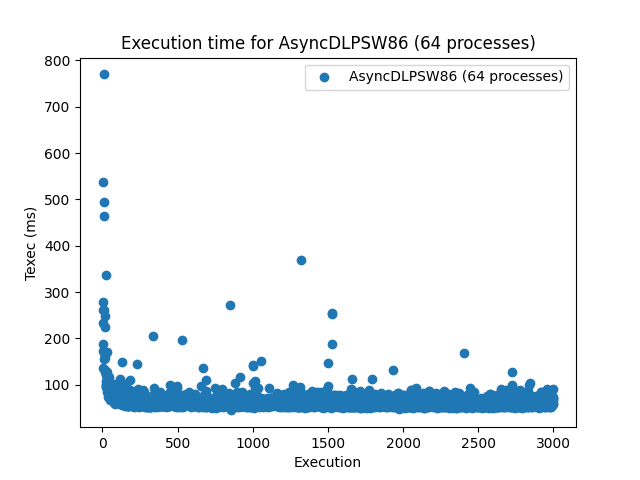 Execution time for AsyncDLPSW86 (64 processes)
AsyncDLPSW86 (64 processes)
800
700
600
500
400
300
200
100
Texec (ms)
0 500 1000 1500 2000 2500 3000
Execution